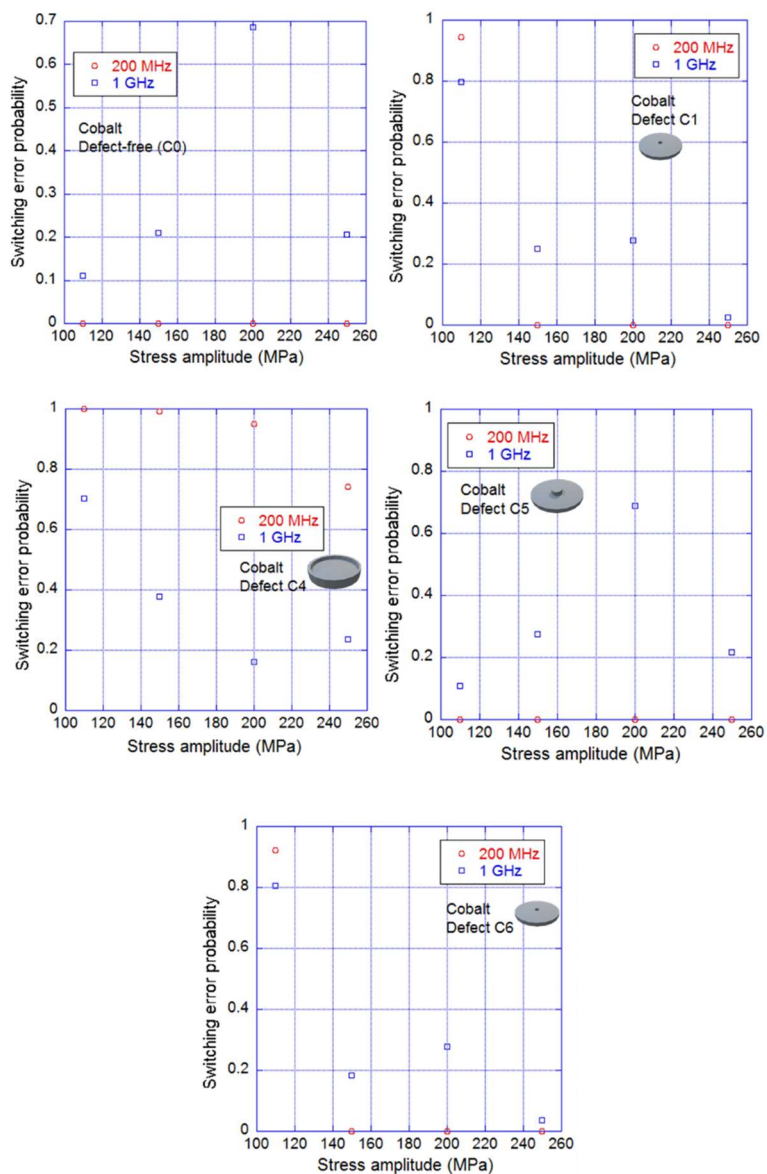 0.7
0.6
0.5
0.4
0.3
0.2
0.1
0
Switching error probability
200 MHz
1 GHz
Cobalt
Defect-free (C0)
100 120 140 160 180 200 220 240 260
Stress amplitude (MPa)
1
0.8
0.6
0.4
0.2
0
Switching error probability
200 MHz
1 GHz
Cobalt
Defect C1
100 120 140 160 180 200 220 240 260
Stress amplitude (MPa)
1
0.8
0.6
0.4
0.2
0
Switching error probability
200 MHz
1 GHz
Cobalt
Defect C4
100 120 140 160 180 200 220 240 260
Stress amplitude (MPa)
1
0.8
0.6
0.4
0.2
0
Switching error probability
200 MHz
1 GHz
Cobalt
Defect C5
100 120 140 160 180 200 220 240 260
Stress amplitude (MPa)
1
0.8
0.6
0.4
0.2
0
Switching error probability
200 MHz
1 GHz
Cobalt
Defect C6
100 120 140 160 180 200 220 240 260
Stress amplitude (MPa)